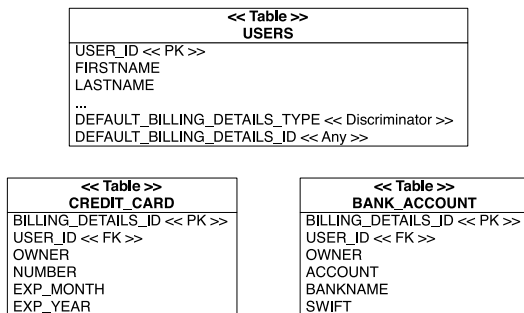 << Table >>
USERS
USER_ID << PK >>
FIRSTNAME
LASTNAME
...
DEFAULT_BILLING_DETAILS_TYPE << Discriminator >>
DEFAULT_BILLING_DETAILS_ID << Any >>
<< Table >>
CREDIT_CARD
BILLING_DETAILS_ID << PK >>
USER_ID << FK >>
OWNER
NUMBER
EXP_MONTH
EXP_YEAR
<< Table >>
BANK_ACCOUNT
BILLING_DETAILS_ID << PK >>
USER_ID << FK >>
OWNER
ACCOUNT
BANKNAME
SWIFT